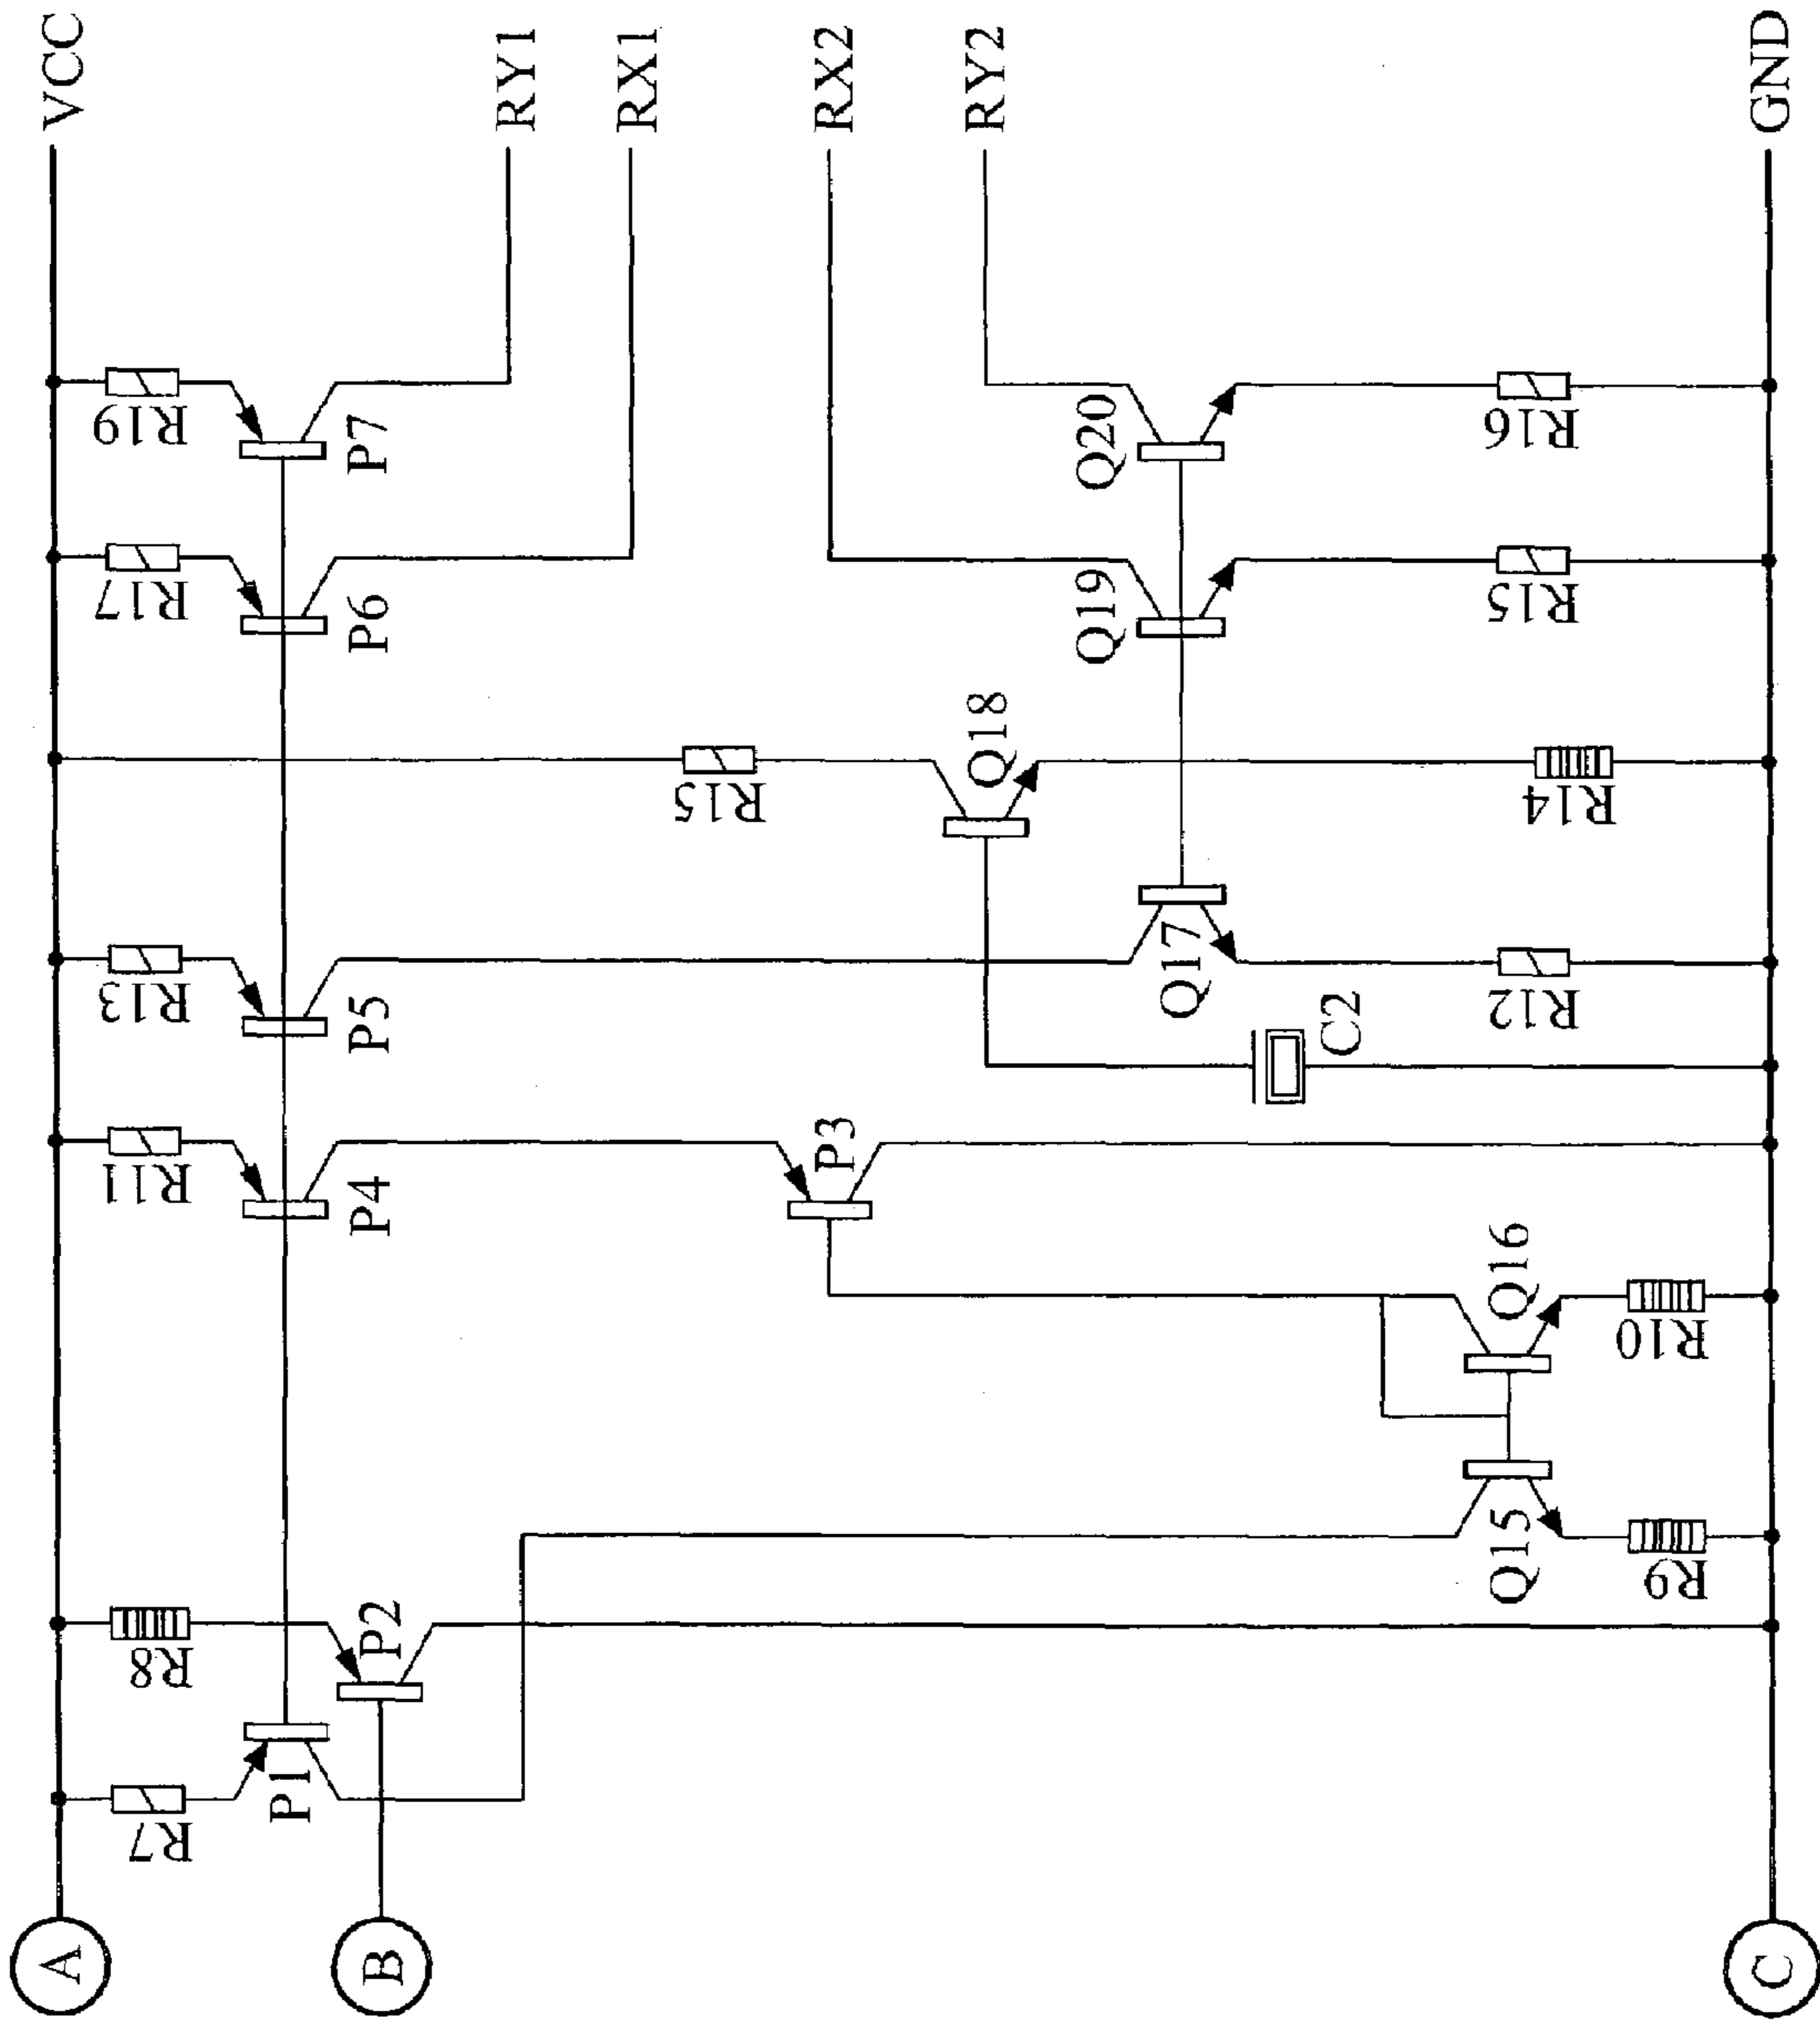 VCC
RY1
RX1
RX2
RY2
GND
R19
P7
Q20
R16
R17
P6
Q19
R15
R15
Q18
R14
R13
P5
Q17
R12
C2
R11
P4
P3
Q16
R10
R8
P2
Q15
R9
R7
P1
A
B
C